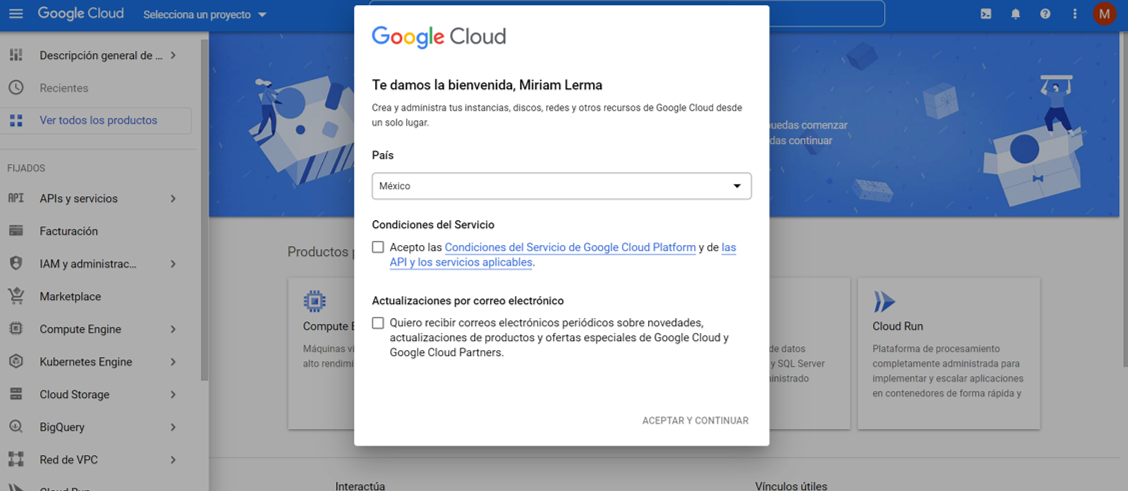 Google Cloud
Selecciona un proyecto
M
Descripción general de ...
Recientes
Ver todos los productos
FIJADOS
API APIs y servicios
Facturación
IAM y administrac...
Marketplace
Compute Engine
Kubernetes Engine
Cloud Storage
BigQuery
Red de VPC
Cloud Run
Google Cloud
Te damos la bienvenida, Miriam Lerma
Crea y administra tus instancias, discos, redes y otros recursos de Google Cloud desde
un solo lugar.
País
México
Condiciones del Servicio
Acepto las Condiciones del Servicio de Google Cloud Platform y de las
API y los servicios aplicables.
Actualizaciones por correo electrónico
Quiero recibir correos electrónicos periódicos sobre novedades,
actualizaciones de productos y ofertas especiales de Google Cloud y
Google Cloud Partners.
ACEPTAR Y CONTINUAR
comenzar
continuar
Productos
Compute
Máquinas
alto
de datos
y SQL Server
Cloud Run
Plataforma de procesamiento
completamente administrada para
implementar y escalar aplicaciones
en contenedores de forma rápida y
Interactúa
Vínculos útiles